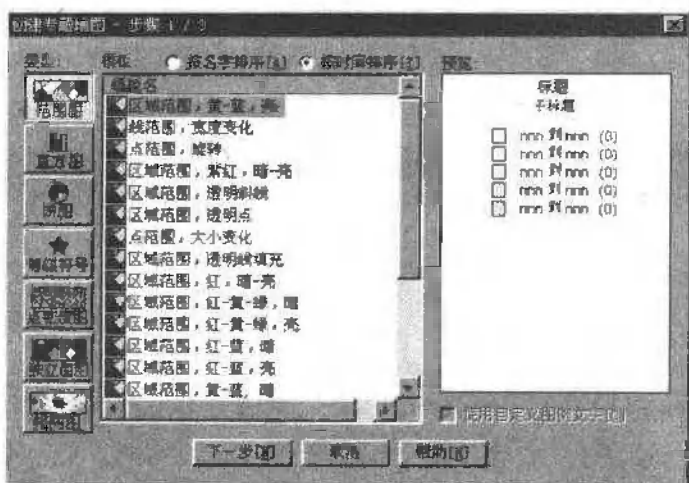 创建专题地图 - 步骤 1 / 3
类型:
模板 按名字排序[A] 按时间排序[T]
预览:
范围图
直方图
饼图
等级符号
点密度图
模板名
区域范围，黄-蓝，亮
线范围，宽度变化
点范围，旋转
区域范围，紫红，暗-亮
区域范围，透明斜线
区域范围，透明点
点范围，大小变化
区域范围，透明线填充
区域范围，红，暗-亮
区域范围，红-黄-绿，暗
区域范围，红-黄-绿，亮
区域范围，红-蓝，暗
区域范围，红-蓝，亮
区域范围，黄-蓝，暗
标题
子标题
nnn 到 nnn (0)
nnn 到 nnn (0)
nnn 到 nnn (0)
nnn 到 nnn (0)
nnn 到 nnn (0)
使用自定义图例文字
下一步[N]
取消
帮助[H]